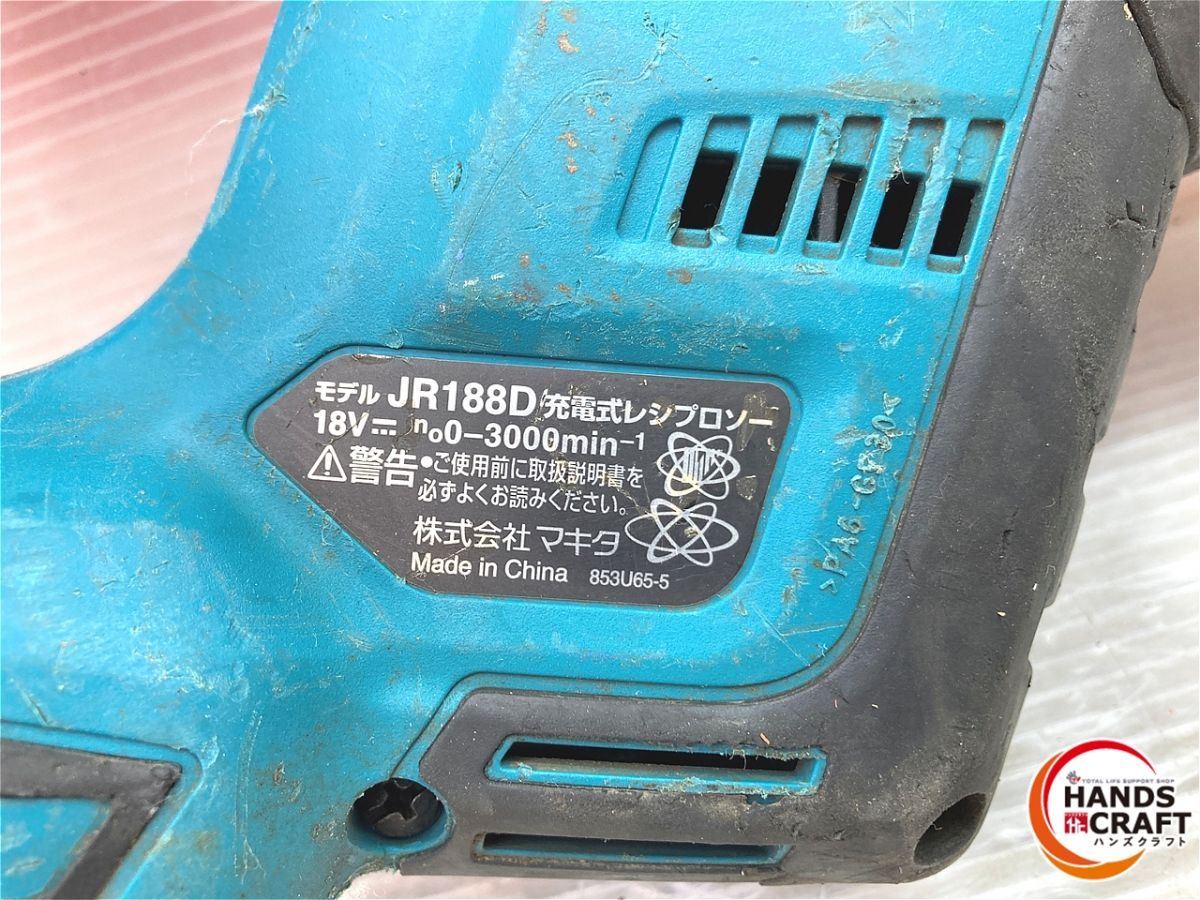 モデル JR188D/充電式レシプロソー
18V⎓ n₀0-3000min⁻¹
⚠警告•ご使用前に取扱説明書を
必ずよくお読みください。
株式会社 マキタ
Made in China 853U65-5
>PA6-GF30<
TOTAL LIFE SUPPORT SHOP
HANDS
CRAFT
ハンズクラフト